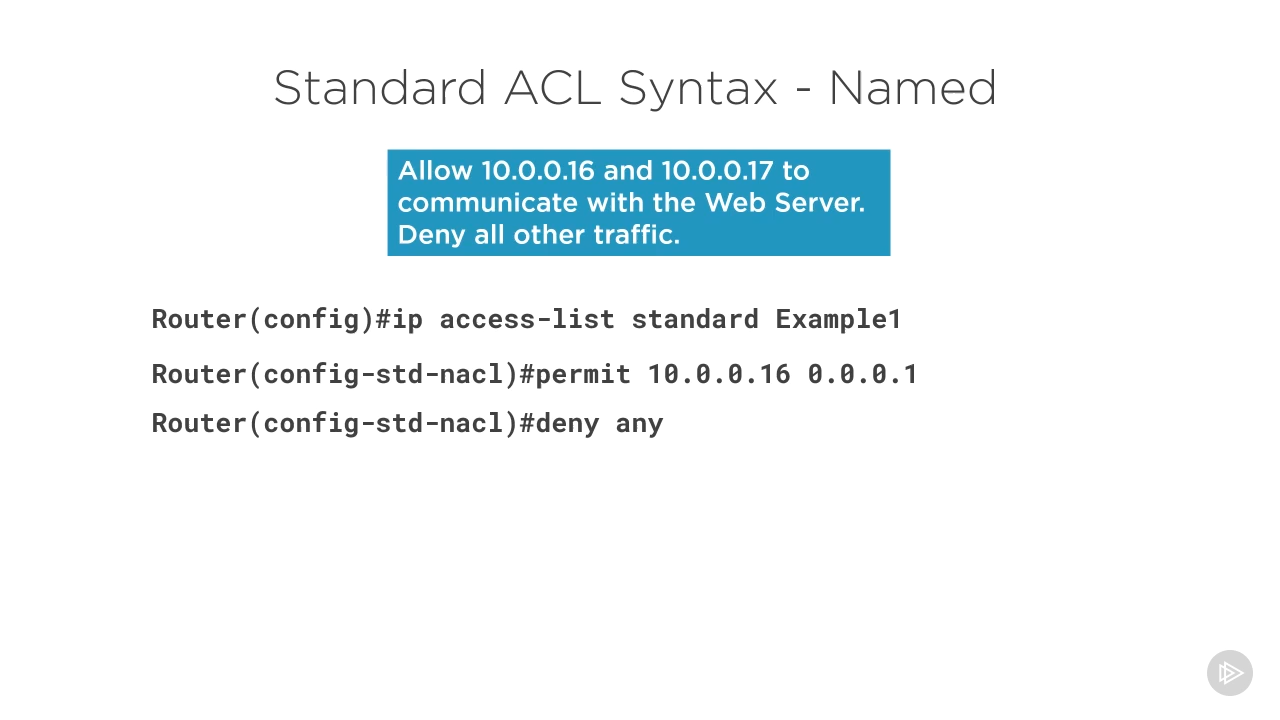 Standard ACL Syntax - Named
Allow 10.0.0.16 and 10.0.0.17 to
communicate with the Web Server.
Deny all other traffic.
Router(config)#ip access-list standard Example1
Router(config-std-nacl)#permit 10.0.0.16 0.0.0.1
Router(config-std-nacl)#deny any